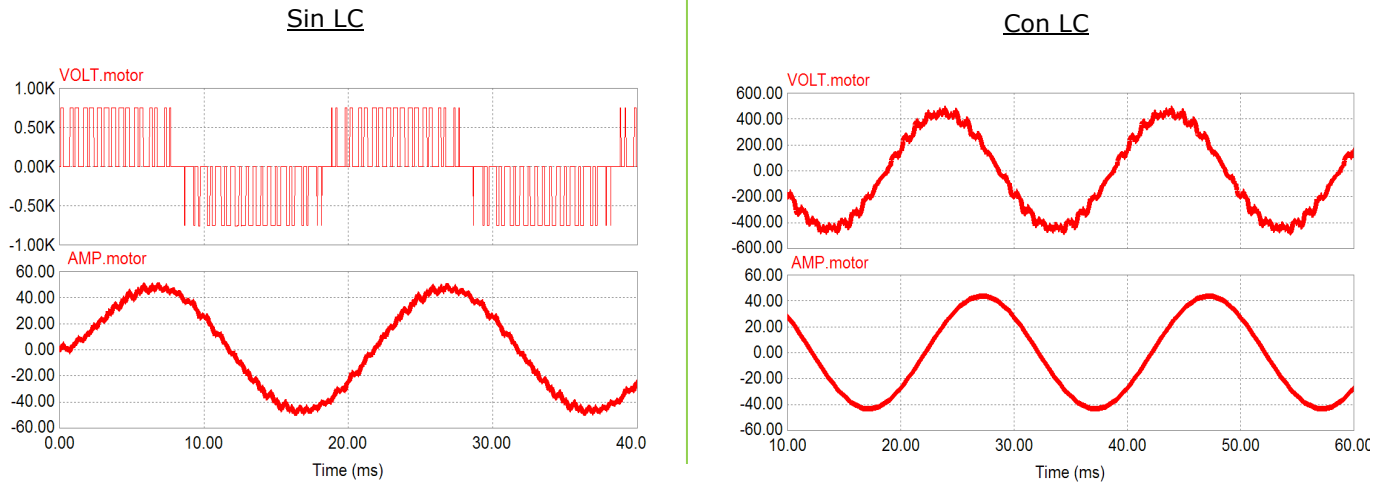 Sin LC
VOLT.motor
1.00K
0.50K
0.00K
-0.50K
-1.00K
AMP.motor
60.00
40.00
20.00
0.00
-20.00
-40.00
-60.00
0.00 10.00 20.00 30.00 40.0
Time (ms)
Con LC
VOLT.motor
600.00
400.00
200.00
0.00
-200.00
-400.00
-600.00
AMP.motor
60.00
40.00
20.00
0.00
-20.00
-40.00
-60.00
10.00 20.00 30.00 40.00 50.00 60.00
Time (ms)